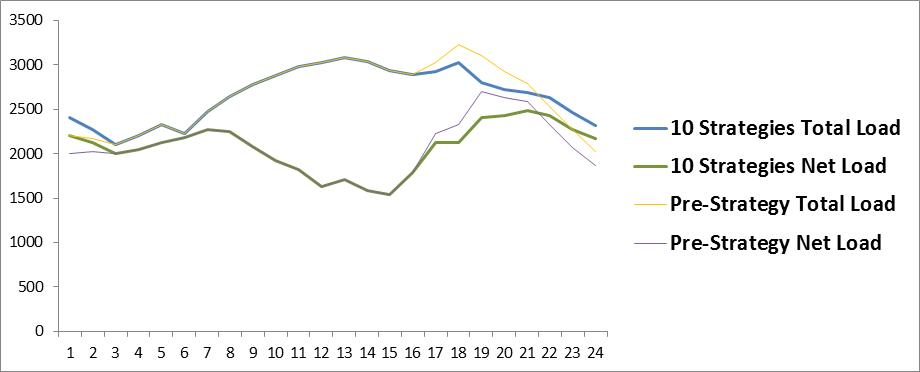 3500
3000
2500
2000
1500
1000
500
0
1 2 3 4 5 6 7 8 9 10 11 12 13 14 15 16 17 18 19 20 21 22 23 24
10 Strategies Total Load
10 Strategies Net Load
Pre-Strategy Total Load
Pre-Strategy Net Load